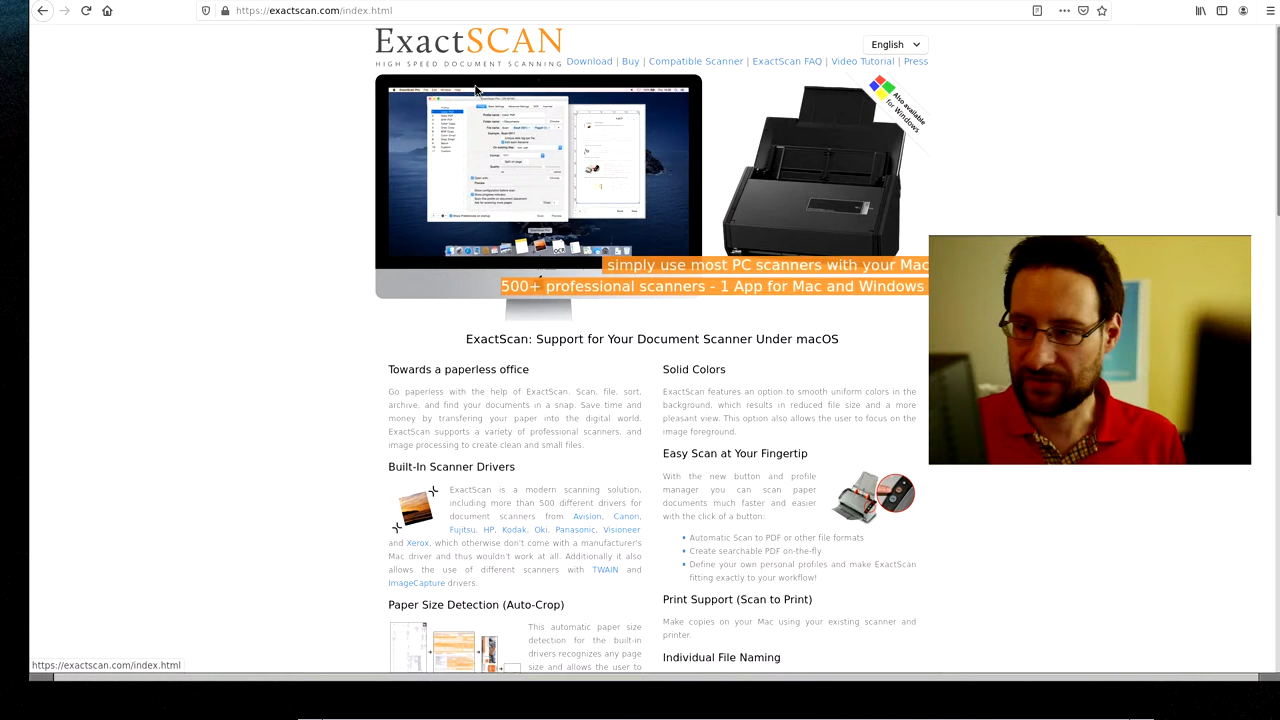 https://exactscan.com/index.html
ExactSCAN
HIGH SPEED DOCUMENT SCANNING
English
Download | Buy | Compatible Scanner | ExactScan FAQ | Video Tutorial | Press
Also available for Windows
simply use most PC scanners with your Mac
500+ professional scanners - 1 App for Mac and Windows
ExactScan: Support for Your Document Scanner Under macOS
Towards a paperless office
Go paperless with the help of ExactScan. Scan, file, sort,
archive, and find your documents in a snap. Save time and
money by transfering your paper into the digital world.
ExactScan supports a variety of professional scanners, and
image processing to create clean and small files.
Built-In Scanner Drivers
ExactScan is a modern scanning solution,
including more than 500 different drivers for
document scanners from Avision, Canon,
Fujitsu, HP, Kodak, Oki, Panasonic, Visioneer
and Xerox, which otherwise don't come with a manufacturer's
Mac driver and thus wouldn't work at all. Additionally it also
allows the use of different scanners with TWAIN and
ImageCapture drivers.
Paper Size Detection (Auto-Crop)
This automatic paper size
detection for the built-in
drivers recognizes any page
size and allows the user to
Solid Colors
ExactScan features an option to smooth uniform colors in the
background, which results in reduced file size and a more
pleasant view. This option also allows the user to focus on the
image foreground.
Easy Scan at Your Fingertip
With the new button and profile
manager you can scan paper
documents much faster and easier
with the click of a button:
• Automatic Scan to PDF or other file formats
• Create searchable PDF on-the-fly
• Define your own personal profiles and make ExactScan
fitting exactly to your workflow!
Print Support (Scan to Print)
Make copies on your Mac using your existing scanner and
printer.
Individual File Naming
https://exactscan.com/index.html